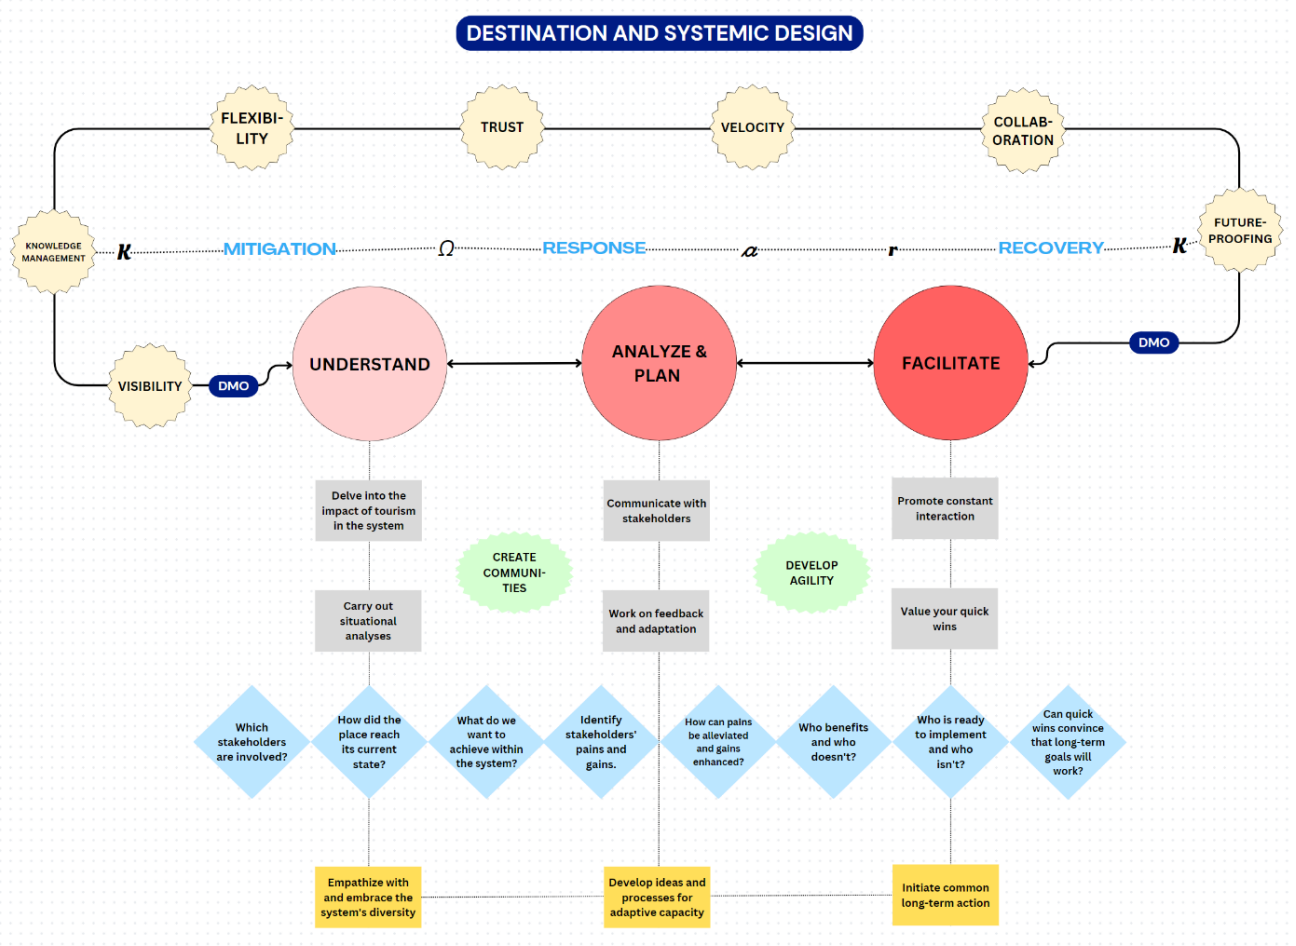 DESTINATION AND SYSTEMIC DESIGN
FLEXIBI-
LITY
TRUST
VELOCITY
COLLAB-
ORATION
KNOWLEDGE
MANAGEMENT
K
MITIGATION
Ω
RESPONSE
α
r
RECOVERY
K
FUTURE-
PROOFING
VISIBILITY
DMO
UNDERSTAND
ANALYZE &
PLAN
FACILITATE
DMO
Delve into the
impact of tourism
in the system
Communicate with
stakeholders
Promote constant
interaction
CREATE
COMMUNI-
TIES
DEVELOP
AGILITY
Carry out
situational
analyses
Work on feedback
and adaptation
Value your quick
wins
Which
stakeholders
are involved?
How did the
place reach
its current
state?
What do we
want to
achieve within
the system?
Identify
stakeholders'
pains and
gains.
How can pains
be alleviated
and gains
enhanced?
Who benefits
and who
doesn't?
Who is ready
to implement
and who
isn't?
Can quick
wins convince
that long-term
goals will
work?
Empathize with
and embrace the
system's diversity
Develop ideas and
processes for
adaptive capacity
Initiate common
long-term action